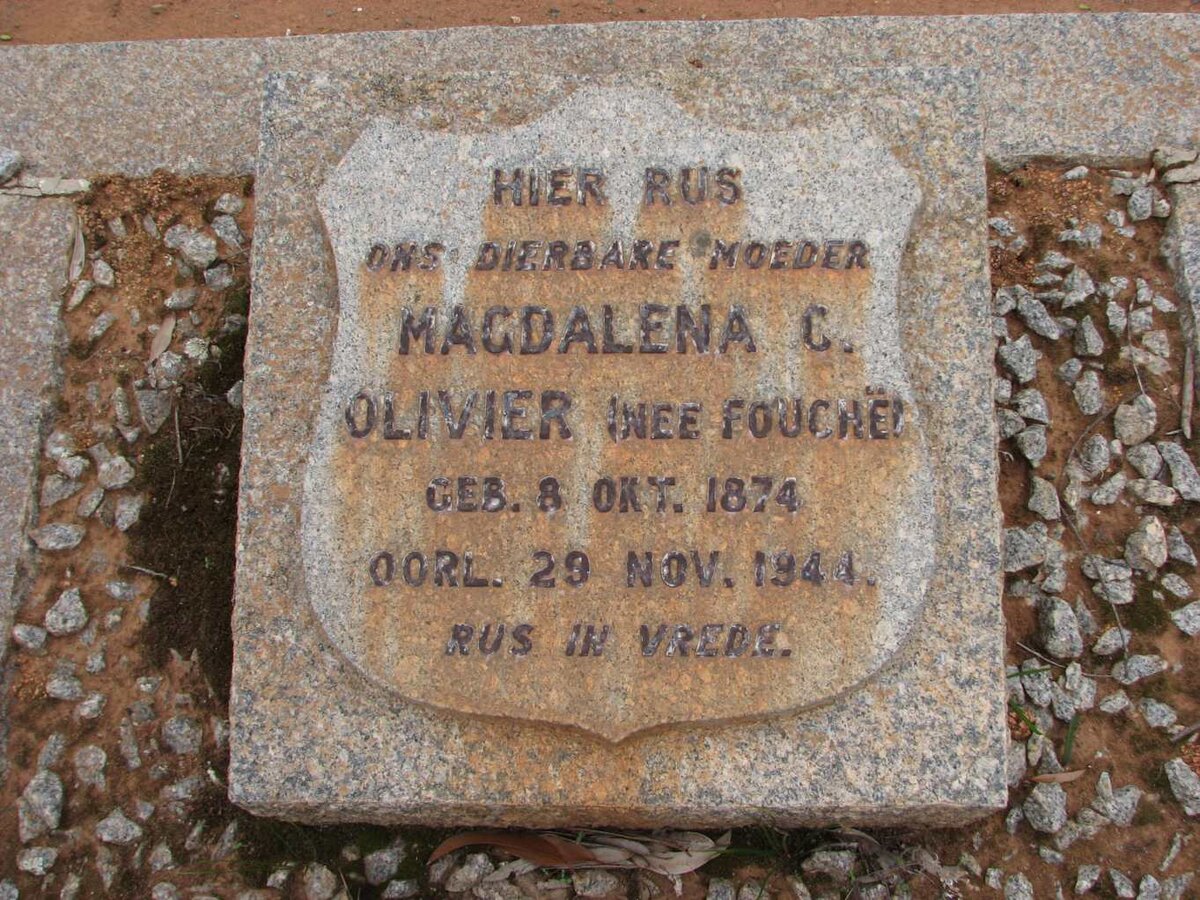 HIER RUS
ONS DIERBARE MOEDER
MAGDALENA C.
OLIVIER (NEE FOUCHË)
GEB. 8 OKT. 1874
OORL. 29 NOV. 1944.
RUS IN VREDE.